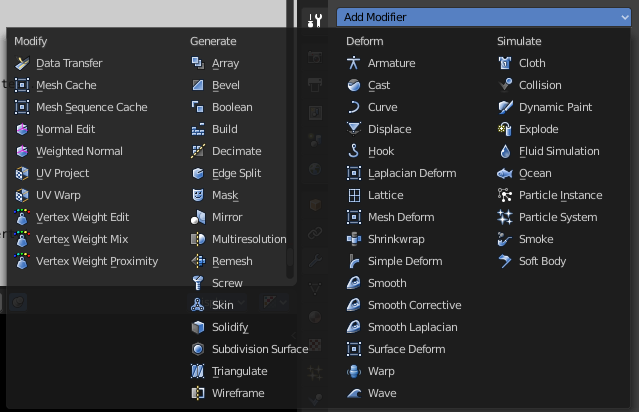 Add Modifier
Modify
Data Transfer
Mesh Cache
Mesh Sequence Cache
Normal Edit
Weighted Normal
UV Project
UV Warp
Vertex Weight Edit
Vertex Weight Mix
Vertex Weight Proximity
Generate
Array
Bevel
Boolean
Build
Decimate
Edge Split
Mask
Mirror
Multiresolution
Remesh
Screw
Skin
Solidify
Subdivision Surface
Triangulate
Wireframe
Deform
Armature
Cast
Curve
Displace
Hook
Laplacian Deform
Lattice
Mesh Deform
Shrinkwrap
Simple Deform
Smooth
Smooth Corrective
Smooth Laplacian
Surface Deform
Warp
Wave
Simulate
Cloth
Collision
Dynamic Paint
Explode
Fluid Simulation
Ocean
Particle Instance
Particle System
Smoke
Soft Body